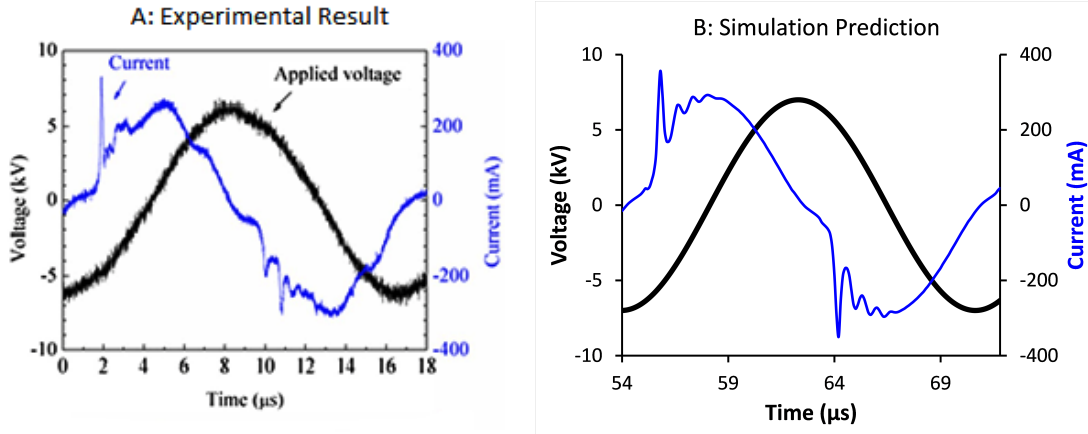 A: Experimental Result
10
5
0
-5
-10
Voltage (kV)
Current
Applied voltage
400
200
0
-200
-400
Current (mA)
0 2 4 6 8 10 12 14 16 18
Time (µs)
B: Simulation Prediction
10
5
0
-5
-10
Voltage (kV)
400
200
0
-200
-400
Current (mA)
54 59 64 69
Time (µs)